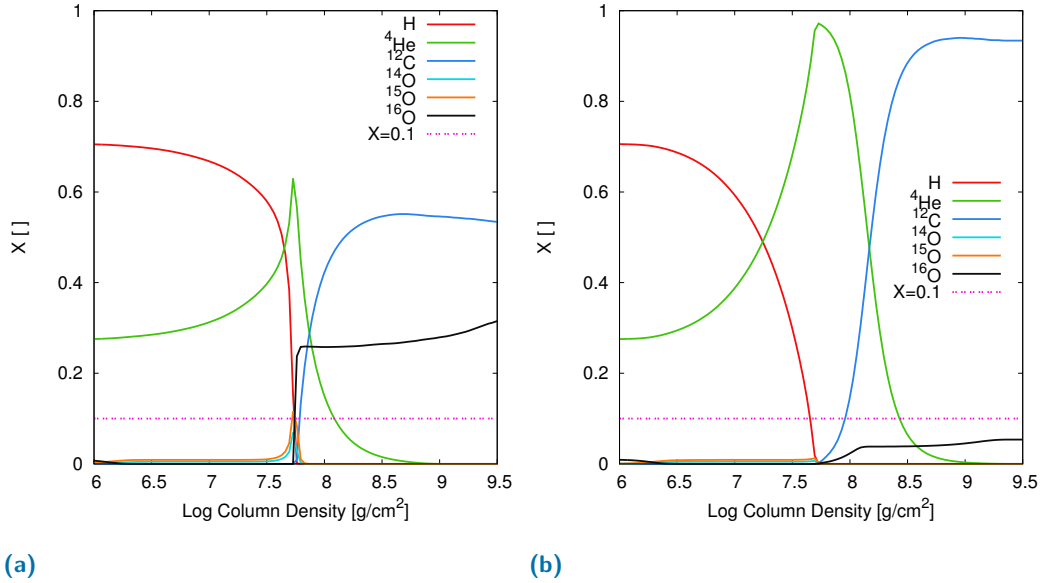 1
0.8
0.6
0.4
0.2
0
X [ ]
6 6.5 7 7.5 8 8.5 9 9.5
Log Column Density [g/cm²]
H
⁴He
¹²C
¹⁴O
¹⁵O
¹⁶O
X=0.1
(a)
1
0.8
0.6
0.4
0.2
0
X [ ]
6 6.5 7 7.5 8 8.5 9 9.5
Log Column Density [g/cm²]
H
⁴He
¹²C
¹⁴O
¹⁵O
¹⁶O
X=0.1
(b)